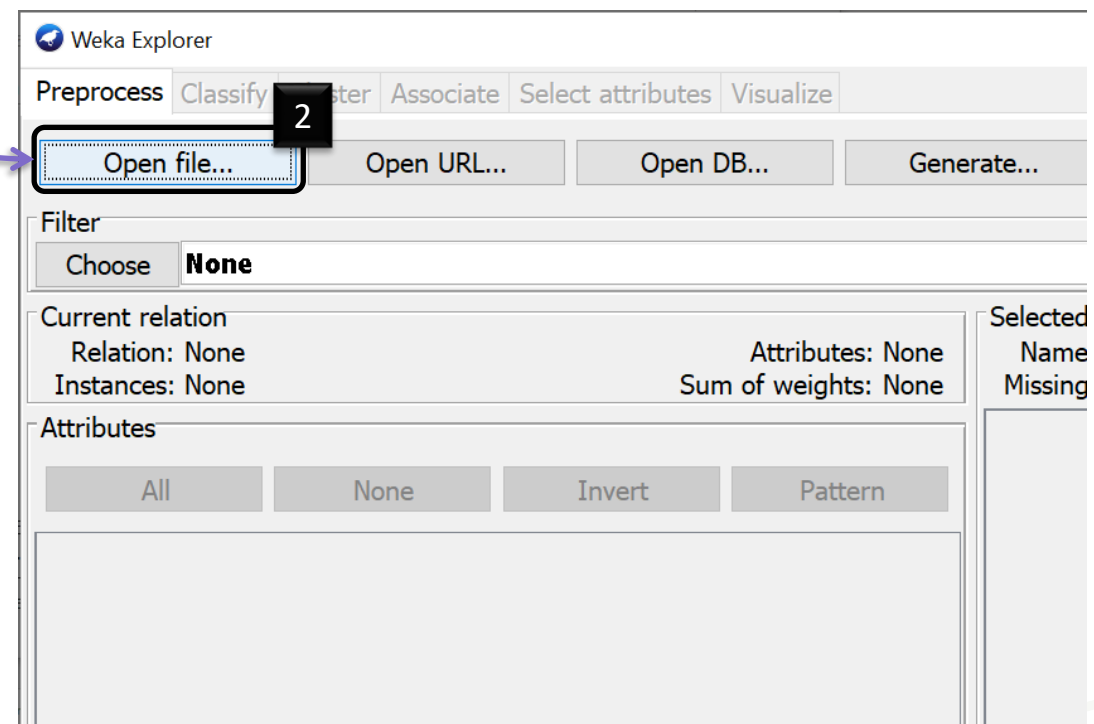 Weka Explorer
Preprocess Classify ster Associate Select attributes Visualize
2
Open file... Open URL... Open DB... Generate...
Filter
Choose None
Current relation Selected
Relation: None Attributes: None Name
Instances: None Sum of weights: None Missing
Attributes
All None Invert Pattern